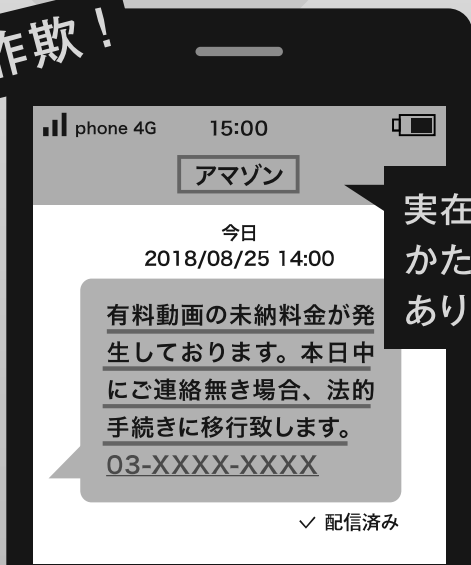 詐欺！
phone 4G 15:00
アマゾン
実在
かた
あり
今日
2018/08/25 14:00
有料動画の未納料金が発
生しております。本日中
にご連絡無き場合、法的
手続きに移行致します。
03-XXXX-XXXX
✓ 配信済み